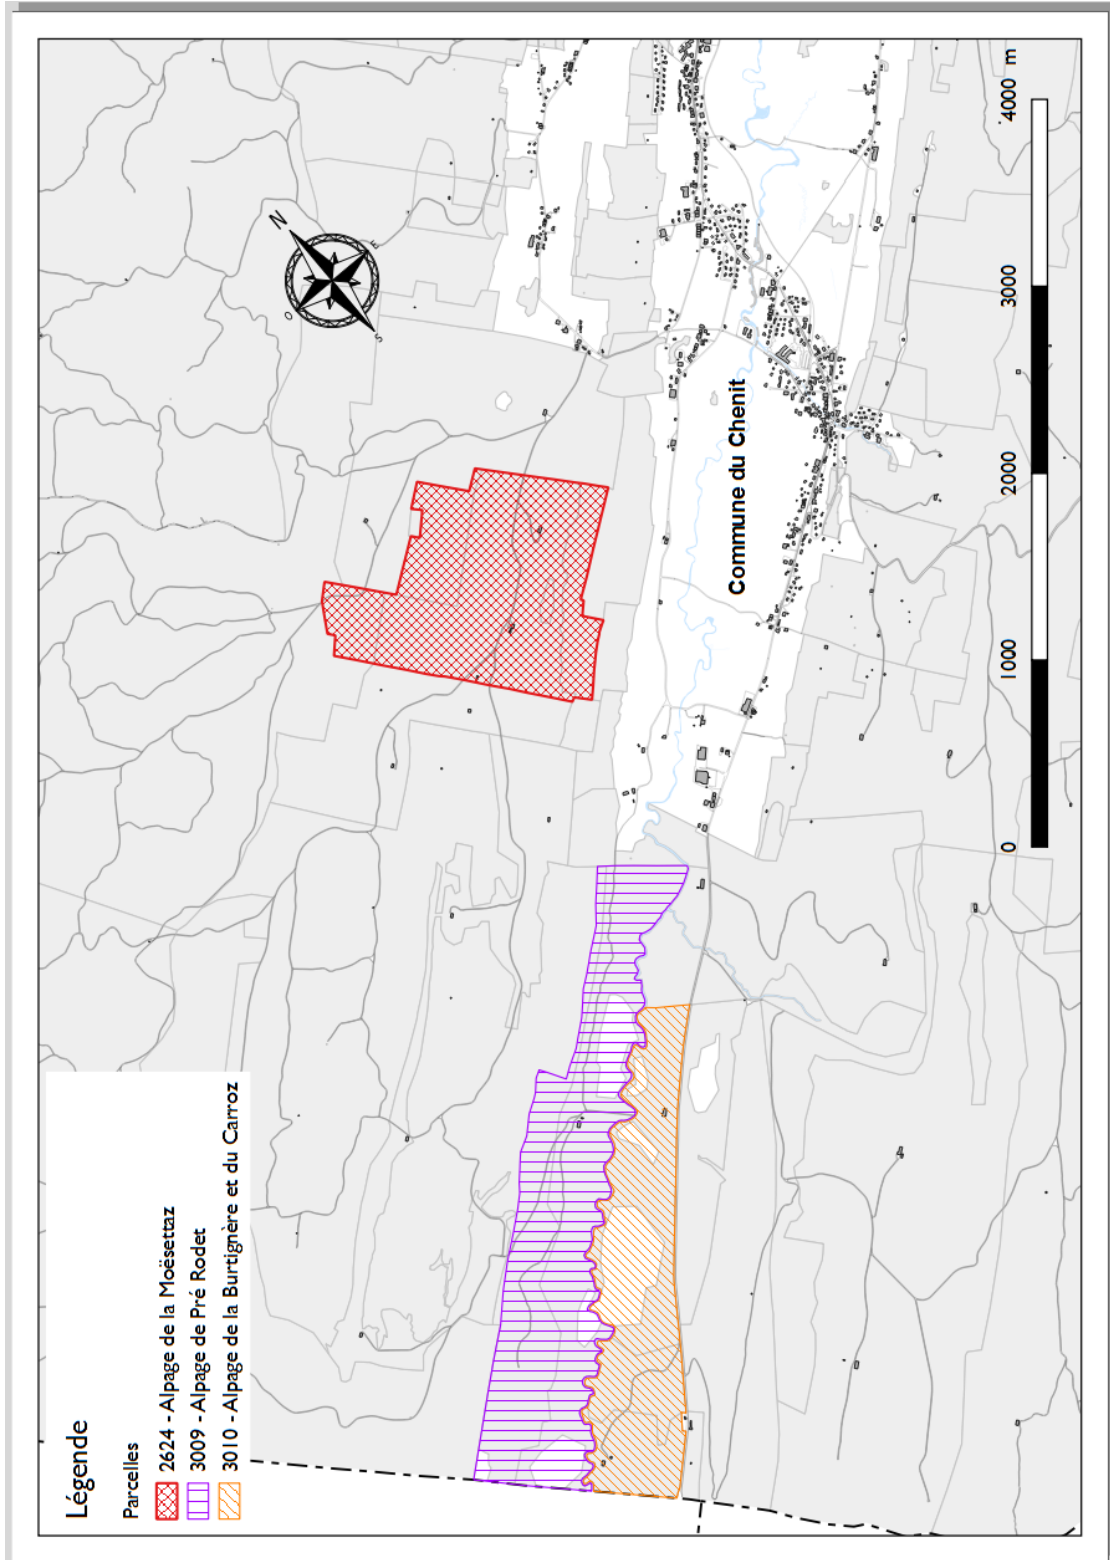 Légende
Parcelles
2624 - Alpage de la Moësettaz
3009 - Alpage de Pré Rodet
3010 - Alpage de la Burtignère et du Carroz
N
E
S
O
Commune du Chenit
0 1000 2000 3000 4000 m